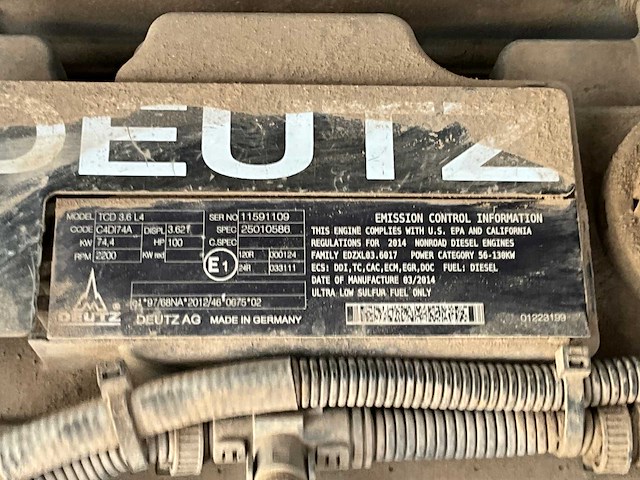 DEUTZ
MODEL TCD 3.6 L4 SER NO 11591109
CODE C4DI74A DISPL 3.621 SPEC 25010586
KW 74,4 HP 100 C.SPEC
RPM 2200 KW red
E1 120R 000124
24R 033111
e1*97/68NA*2012/46*0675*02
DEUTZ ® DEUTZ AG MADE IN GERMANY
EMISSION CONTROL INFORMATION
THIS ENGINE COMPLIES WITH U.S. EPA AND CALIFORNIA
REGULATIONS FOR 2014 NONROAD DIESEL ENGINES
FAMILY EDZXL03.6017 POWER CATEGORY 56-130KW
ECS: DDI,TC,CAC,ECM,EGR,DOC FUEL: DIESEL
DATE OF MANUFACTURE 03/2014
ULTRA LOW SULFUR FUEL ONLY
01223199